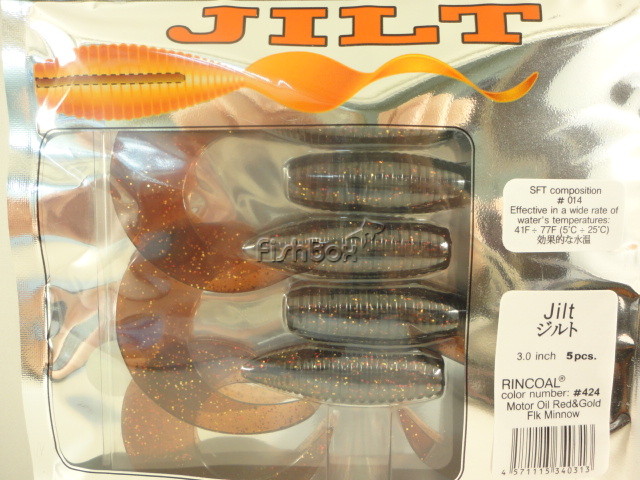 JILT
SFT composition
# 014
Effective in a wide rate of
water's temperatures:
41F ÷ 77F (5°C ÷ 25°C)
効果的な水温
FishBox
Jilt
ジルト
3.0 inch 5pcs.
RINCOAL®
color number: #424
Motor Oil Red&Gold
Flk Minnow
4 571115 340313